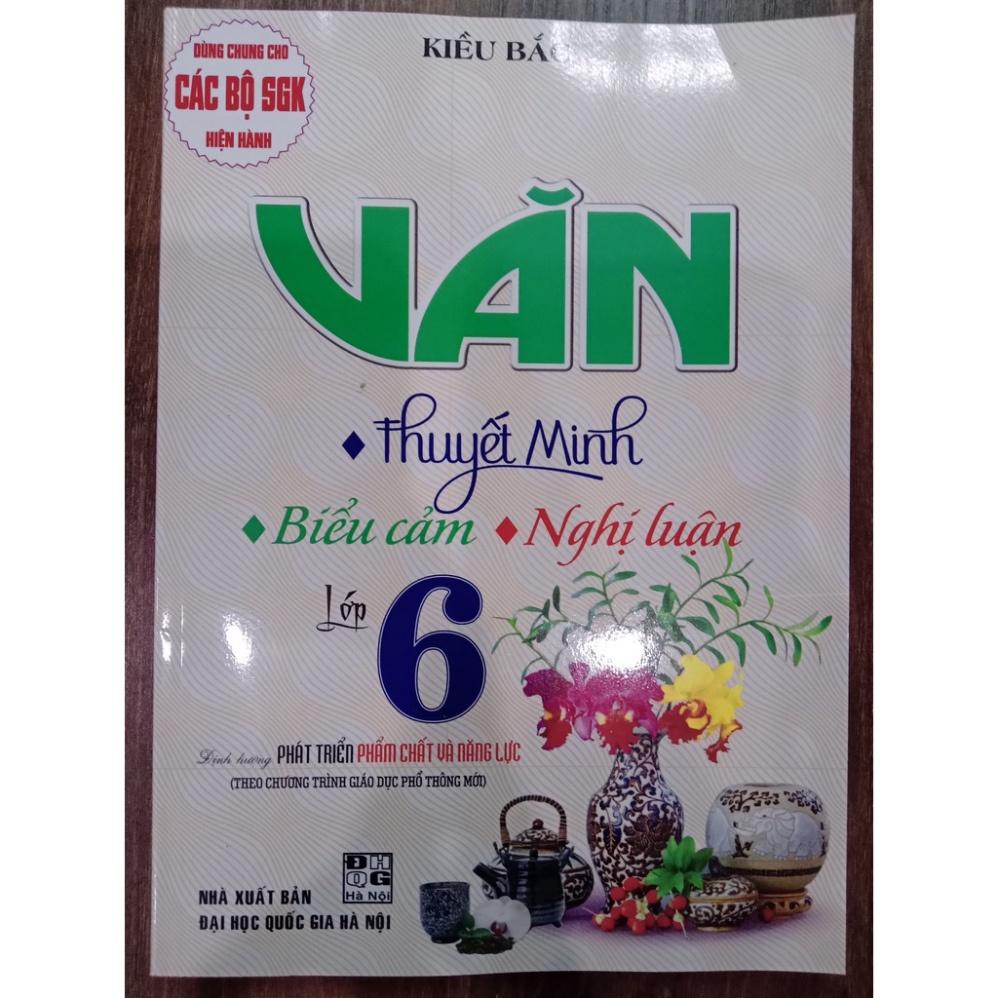 DÙNG CHUNG CHO
CÁC BỘ SGK
HIỆN HÀNH
KIỀU BẮC
VĂN
Thuyết Minh
Biểu cảm Nghị luận
Lớp 6
Định hướng PHÁT TRIỂN PHẨM CHẤT VÀ NĂNG LỰC
(THEO CHƯƠNG TRÌNH GIÁO DỤC PHỔ THÔNG MỚI)
ĐH
QG
Hà Nội
NHÀ XUẤT BẢN
ĐẠI HỌC QUỐC GIA HÀ NỘI